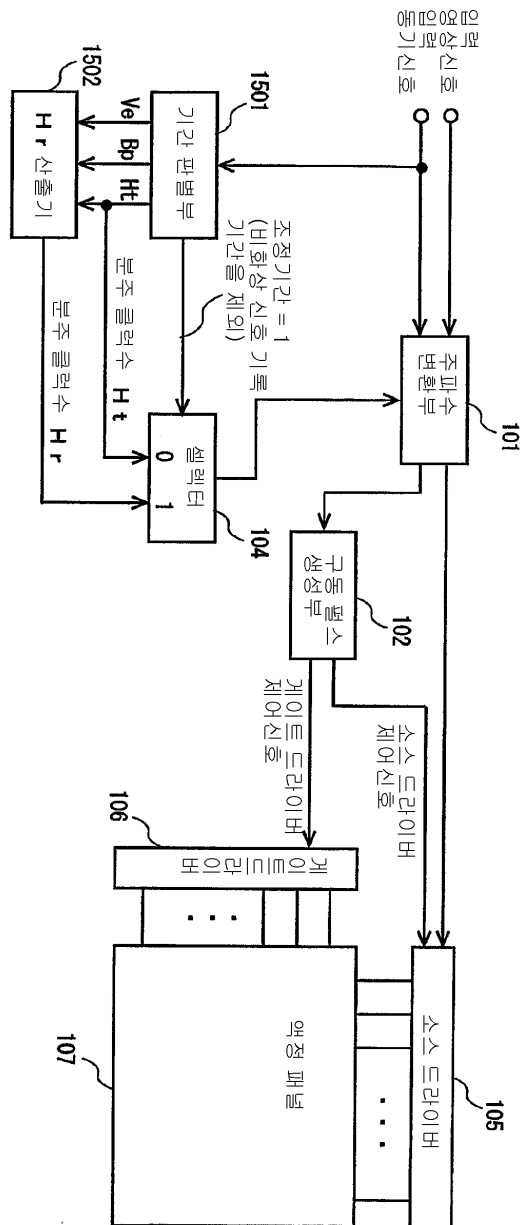 입력
영상신호
입력
동기신호
101
주파수
변환부
102
구동펄스
생성부
소스 드라이버
제어신호
게이트 드라이버
제어신호
105
소스 드라이버
106
게이트드라이버
액정 패널
107
1501
기간 판별부
Ve
Bp
Ht
1502
Hr 산출기
조정기간 = 1
(비화상 신호 기록
기간을 제외)
분주 클럭수 Ht
분주 클럭수 Hr
셀렉터
0
1
104
• • •
• • •